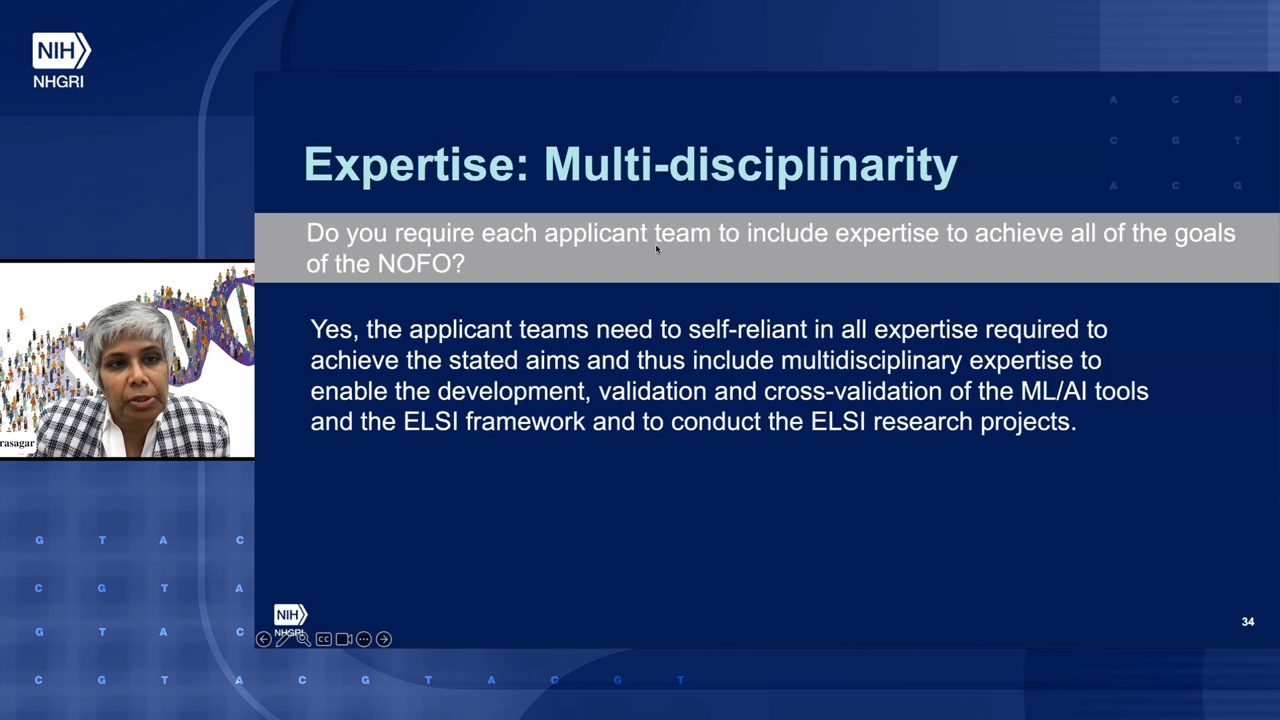 NIH
NHGRI
A C G
C G T
A C G
Expertise: Multi-disciplinarity
Do you require each applicant team to include expertise to achieve all of the goals
of the NOFO?
Yes, the applicant teams need to self-reliant in all expertise required to
achieve the stated aims and thus include multidisciplinary expertise to
enable the development, validation and cross-validation of the ML/AI tools
and the ELSI framework and to conduct the ELSI research projects.
rasagar
G T A C
C G T A
G T A C
C G T A C G T A C G T
NIH
NHGRI
CC
34